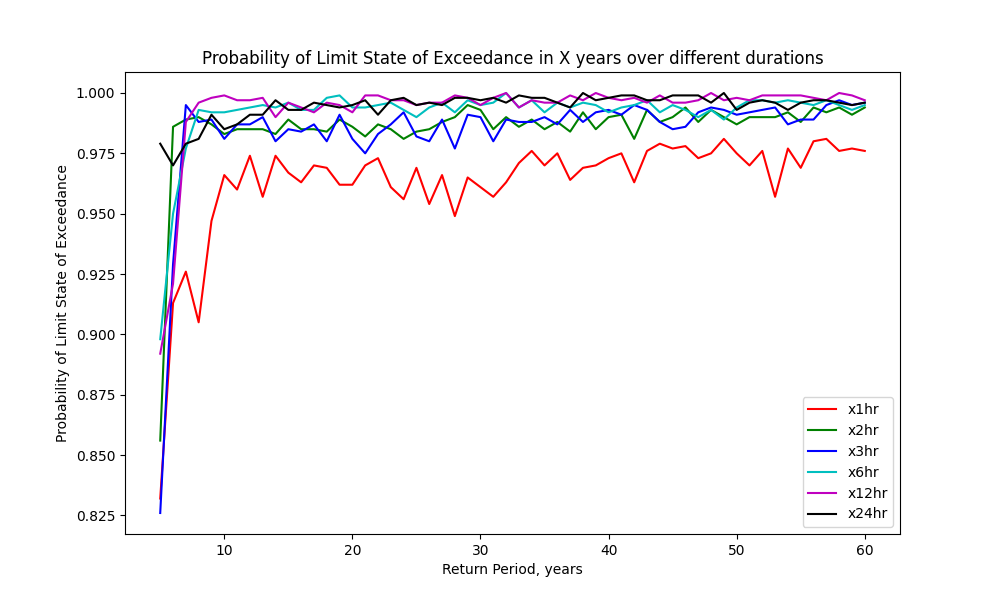 Probability of Limit State of Exceedance in X years over different durations
Probability of Limit State of Exceedance
1.000
0.975
0.950
0.925
0.900
0.875
0.850
0.825
x1hr
x2hr
x3hr
x6hr
x12hr
x24hr
10 20 30 40 50 60
Return Period, years